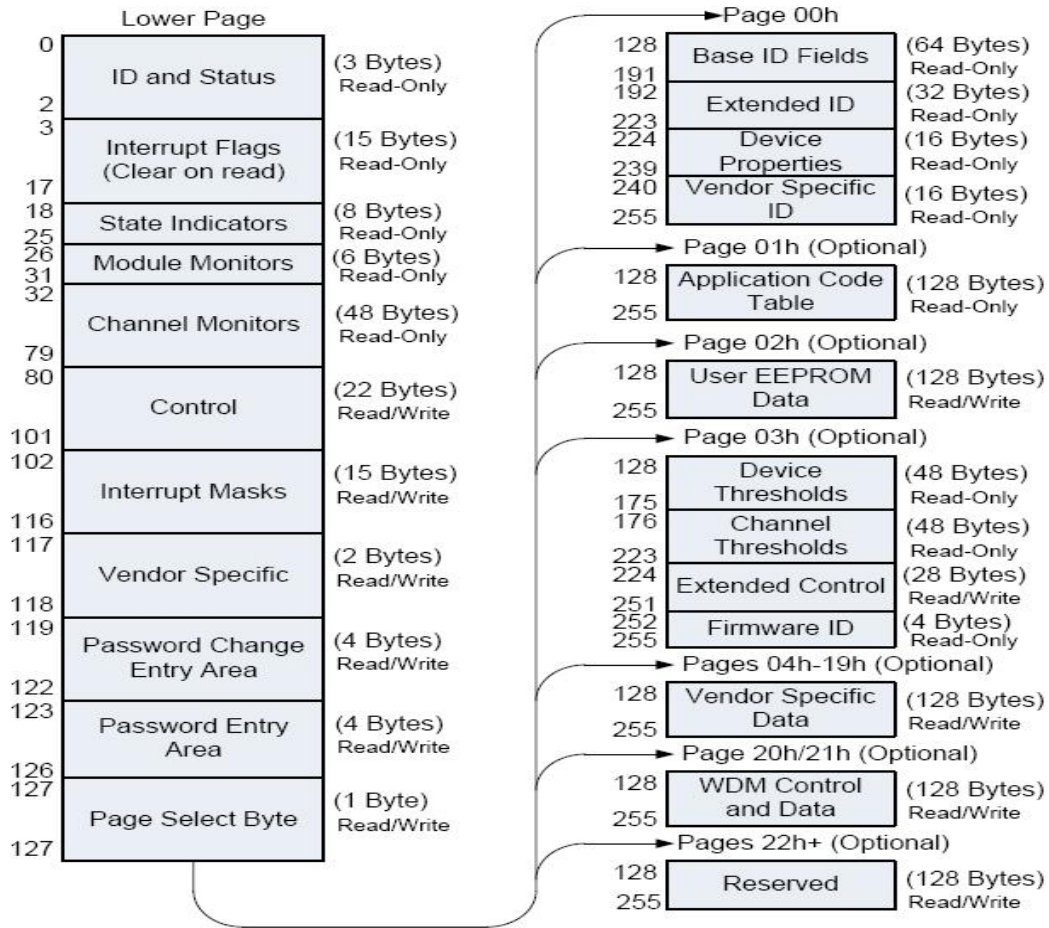 Lower Page
0
ID and Status
(3 Bytes)
Read-Only
2
3
Interrupt Flags
(Clear on read)
(15 Bytes)
Read-Only
17
18
State Indicators
(8 Bytes)
Read-Only
25
26
Module Monitors
(6 Bytes)
Read-Only
31
32
Channel Monitors
(48 Bytes)
Read-Only
79
80
Control
(22 Bytes)
Read/Write
101
102
Interrupt Masks
(15 Bytes)
Read/Write
116
117
Vendor Specific
(2 Bytes)
Read/Write
118
119
Password Change
Entry Area
(4 Bytes)
Read/Write
122
123
Password Entry
Area
(4 Bytes)
Read/Write
126
127
Page Select Byte
(1 Byte)
Read/Write
127
Page 00h
128
Base ID Fields
(64 Bytes)
Read-Only
191
192
Extended ID
(32 Bytes)
Read-Only
223
224
Device
Properties
(16 Bytes)
Read-Only
239
240
Vendor Specific
ID
(16 Bytes)
Read-Only
255
Page 01h (Optional)
128
Application Code
Table
(128 Bytes)
Read-Only
255
Page 02h (Optional)
128
User EEPROM
Data
(128 Bytes)
Read/Write
255
Page 03h (Optional)
128
Device
Thresholds
(48 Bytes)
Read-Only
175
176
Channel
Thresholds
(48 Bytes)
Read-Only
223
224
Extended Control
(28 Bytes)
Read/Write
251
252
Firmware ID
(4 Bytes)
Read-Only
255
Pages 04h-19h (Optional)
128
Vendor Specific
Data
(128 Bytes)
Read/Write
255
Page 20h/21h (Optional)
128
WDM Control
and Data
(128 Bytes)
Read/Write
255
Pages 22h+ (Optional)
128
Reserved
(128 Bytes)
Read/Write
255